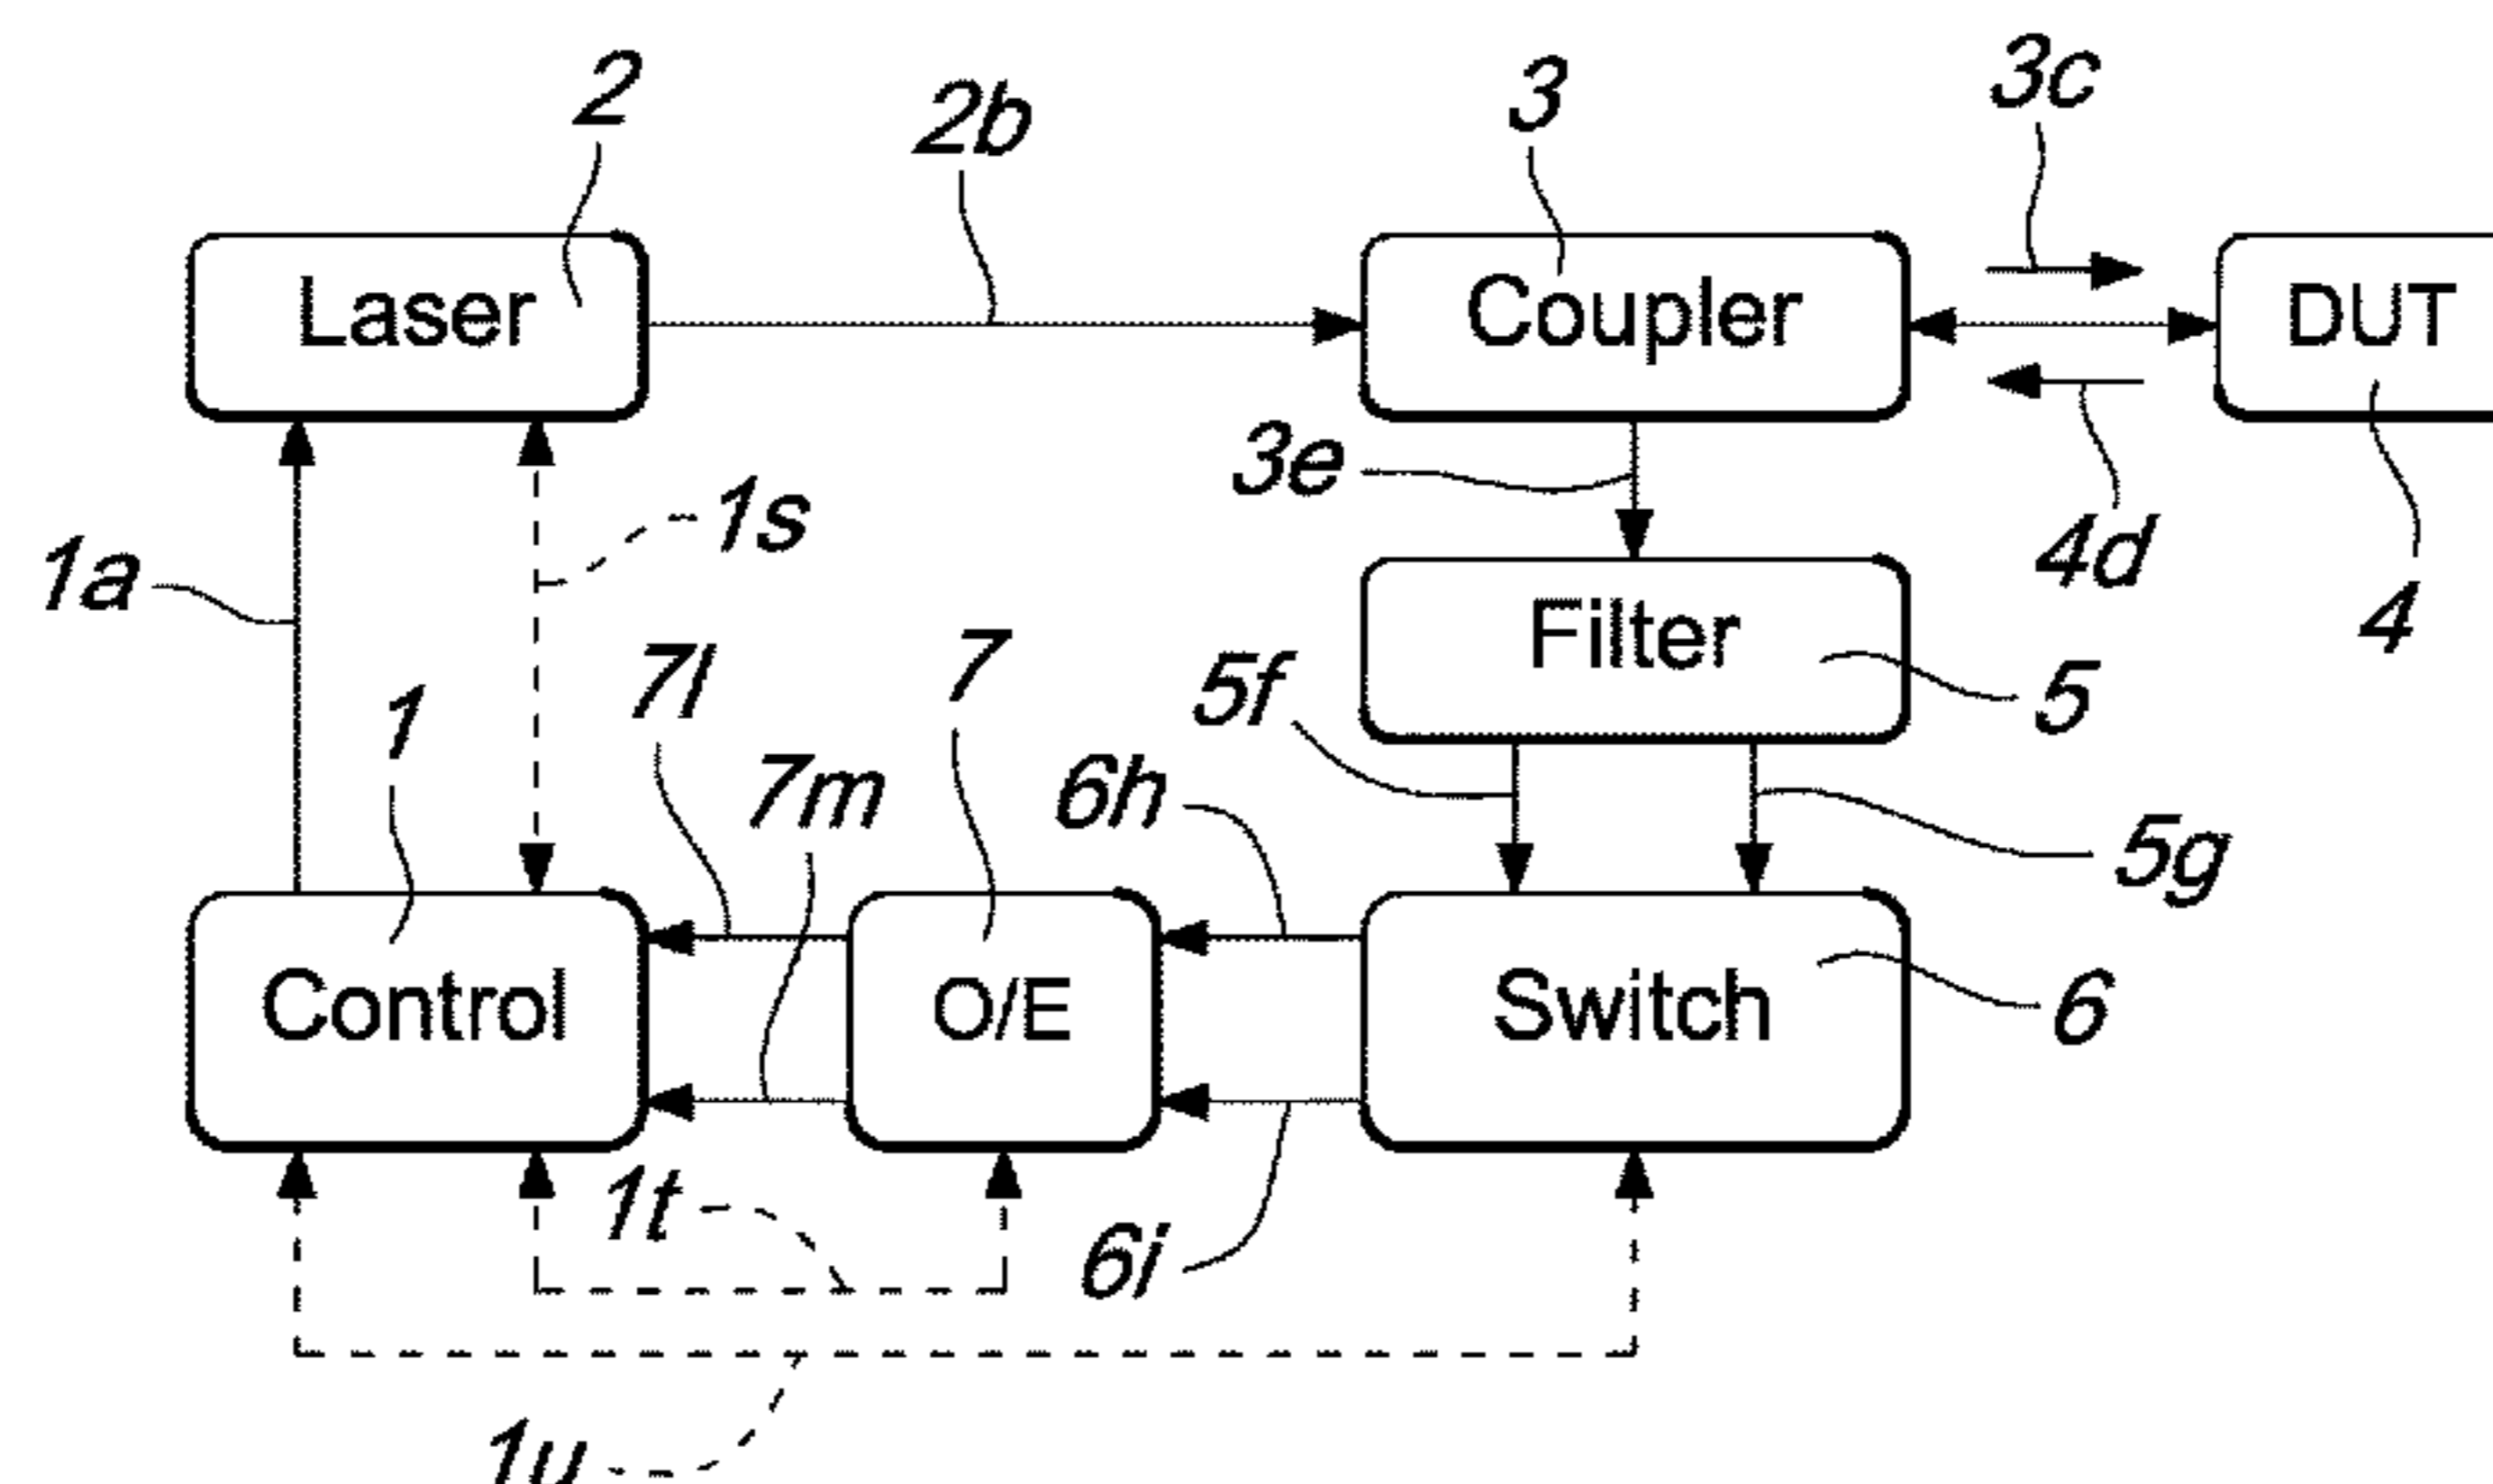 2
2b
3
3c
Laser
Coupler
DUT
3e
1s
1a
4d
4
Filter
7l
7
5f
5
1
7m
6h
5g
Control
O/E
Switch
6
1t
6i
1u